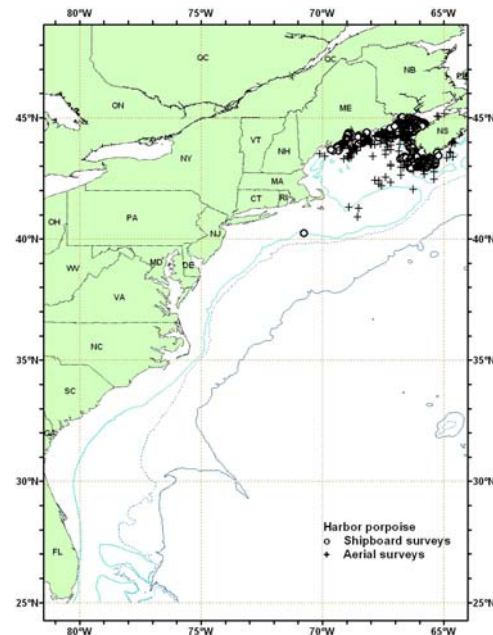 80°W 75°W 70°W 65°W
QC
QC
NB
PE
ON
ME
45°N 45°N
NS
VT
NH
NY
MA
CT RI
PA
OH
NJ
40°N 40°N
MD
DE
WV
VA
NC
35°N 35°N
SC
GA
30°N 30°N
Harbor porpoise
Shipboard surveys
FL
Aerial surveys
25°N 25°N
80°W 75°W 70°W 65°W